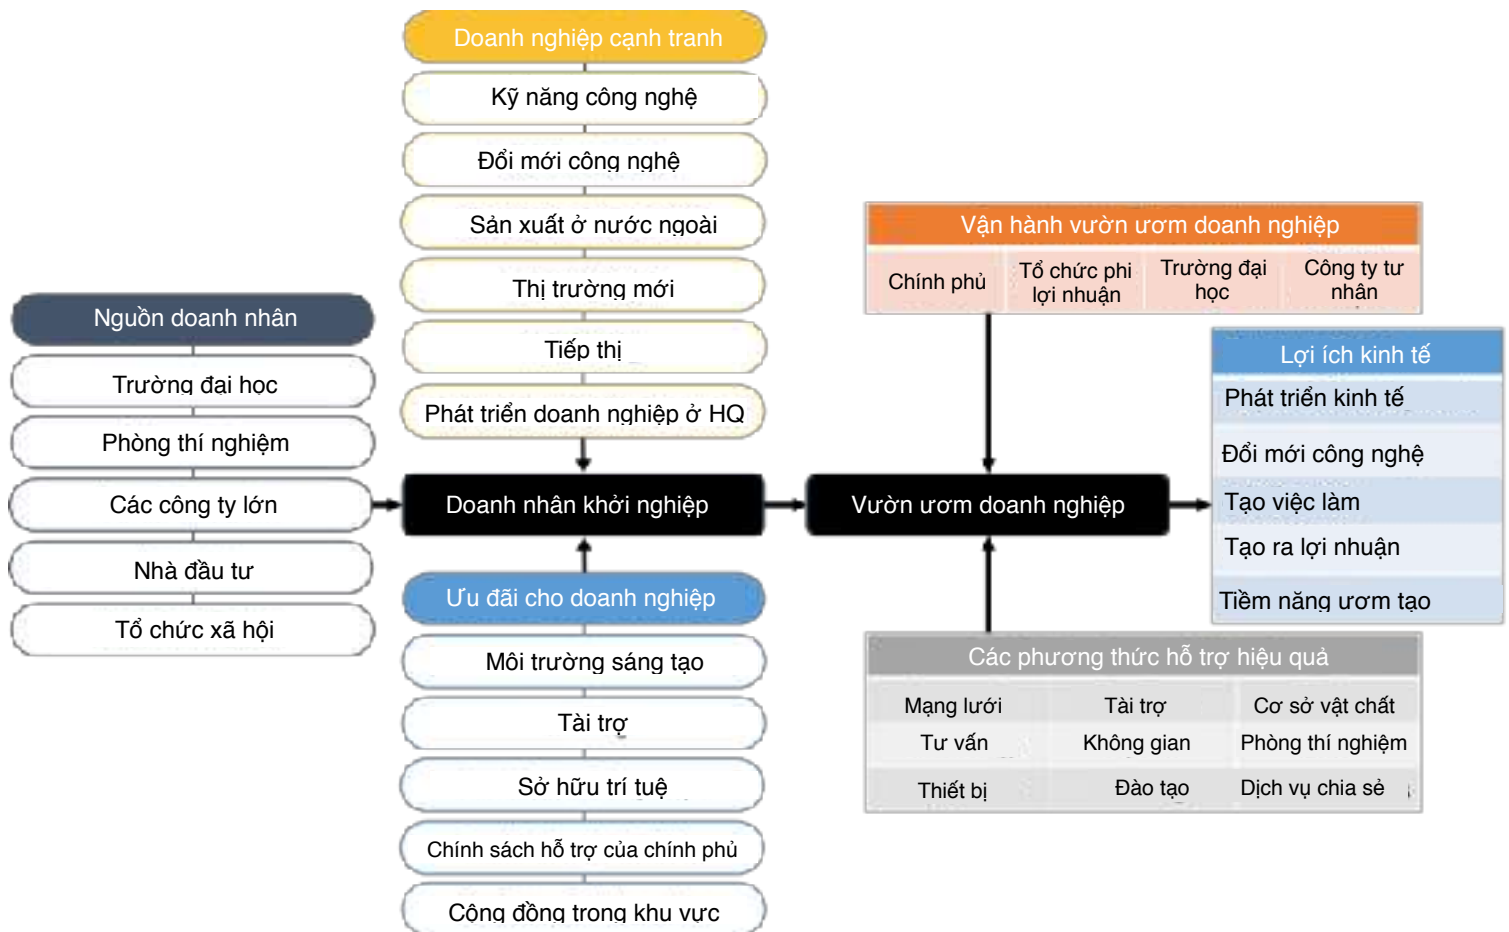 Doanh nghiệp cạnh tranh
Kỹ năng công nghệ
Đổi mới công nghệ
Sản xuất ở nước ngoài
Thị trường mới
Tiếp thị
Phát triển doanh nghiệp ở HQ
Nguồn doanh nhân
Trường đại học
Phòng thí nghiệm
Các công ty lớn
Nhà đầu tư
Tổ chức xã hội
Doanh nhân khởi nghiệp
Ưu đãi cho doanh nghiệp
Môi trường sáng tạo
Tài trợ
Sở hữu trí tuệ
Chính sách hỗ trợ của chính phủ
Cộng đồng trong khu vực
Vận hành vườn ươm doanh nghiệp
Chính phủ
Tổ chức phi
lợi nhuận
Trường đại
học
Công ty tư
nhân
Vườn ươm doanh nghiệp
Các phương thức hỗ trợ hiệu quả
Mạng lưới Tài trợ Cơ sở vật chất
Tư vấn Không gian Phòng thí nghiệm
Thiết bị Đào tạo Dịch vụ chia sẻ
Lợi ích kinh tế
Phát triển kinh tế
Đổi mới công nghệ
Tạo việc làm
Tạo ra lợi nhuận
Tiềm năng ươm tạo